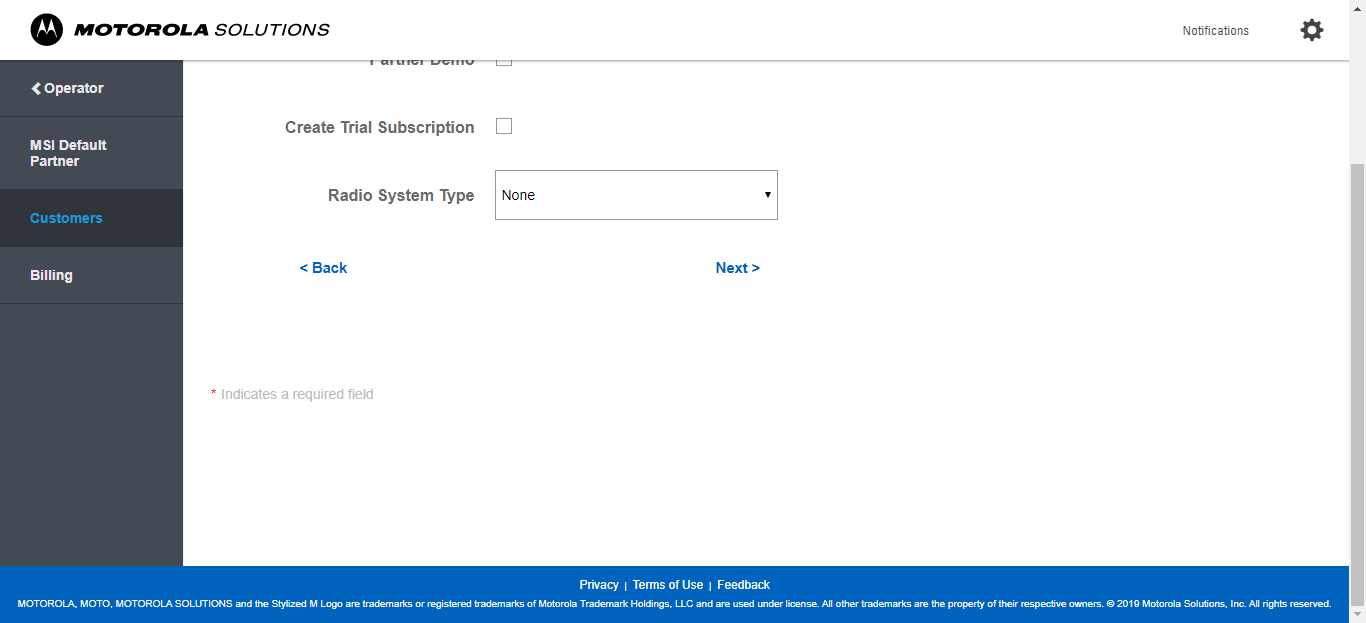 MOTOROLA SOLUTIONS
Notifications
Operator
MSI Default
Partner
Customers
Billing
Partner Demo
Create Trial Subscription
Radio System Type
None
< Back
Next >
* Indicates a required field
Privacy | Terms of Use | Feedback
MOTOROLA, MOTO, MOTOROLA SOLUTIONS and the Stylized M Logo are trademarks or registered trademarks of Motorola Trademark Holdings, LLC and are used under license. All other trademarks are the property of their respective owners. © 2019 Motorola Solutions, Inc. All rights reserved.